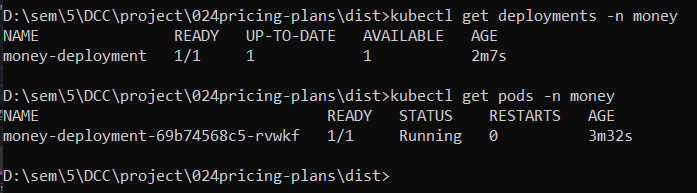 D:\sem\5\DCC\project\024pricing-plans\dist>kubectl get deployments -n money
NAME               READY   UP-TO-DATE   AVAILABLE   AGE
money-deployment   1/1     1            1           2m7s
D:\sem\5\DCC\project\024pricing-plans\dist>kubectl get pods -n money
NAME                                READY   STATUS    RESTARTS   AGE
money-deployment-69b74568c5-rvwkf   1/1     Running   0          3m32s
D:\sem\5\DCC\project\024pricing-plans\dist>